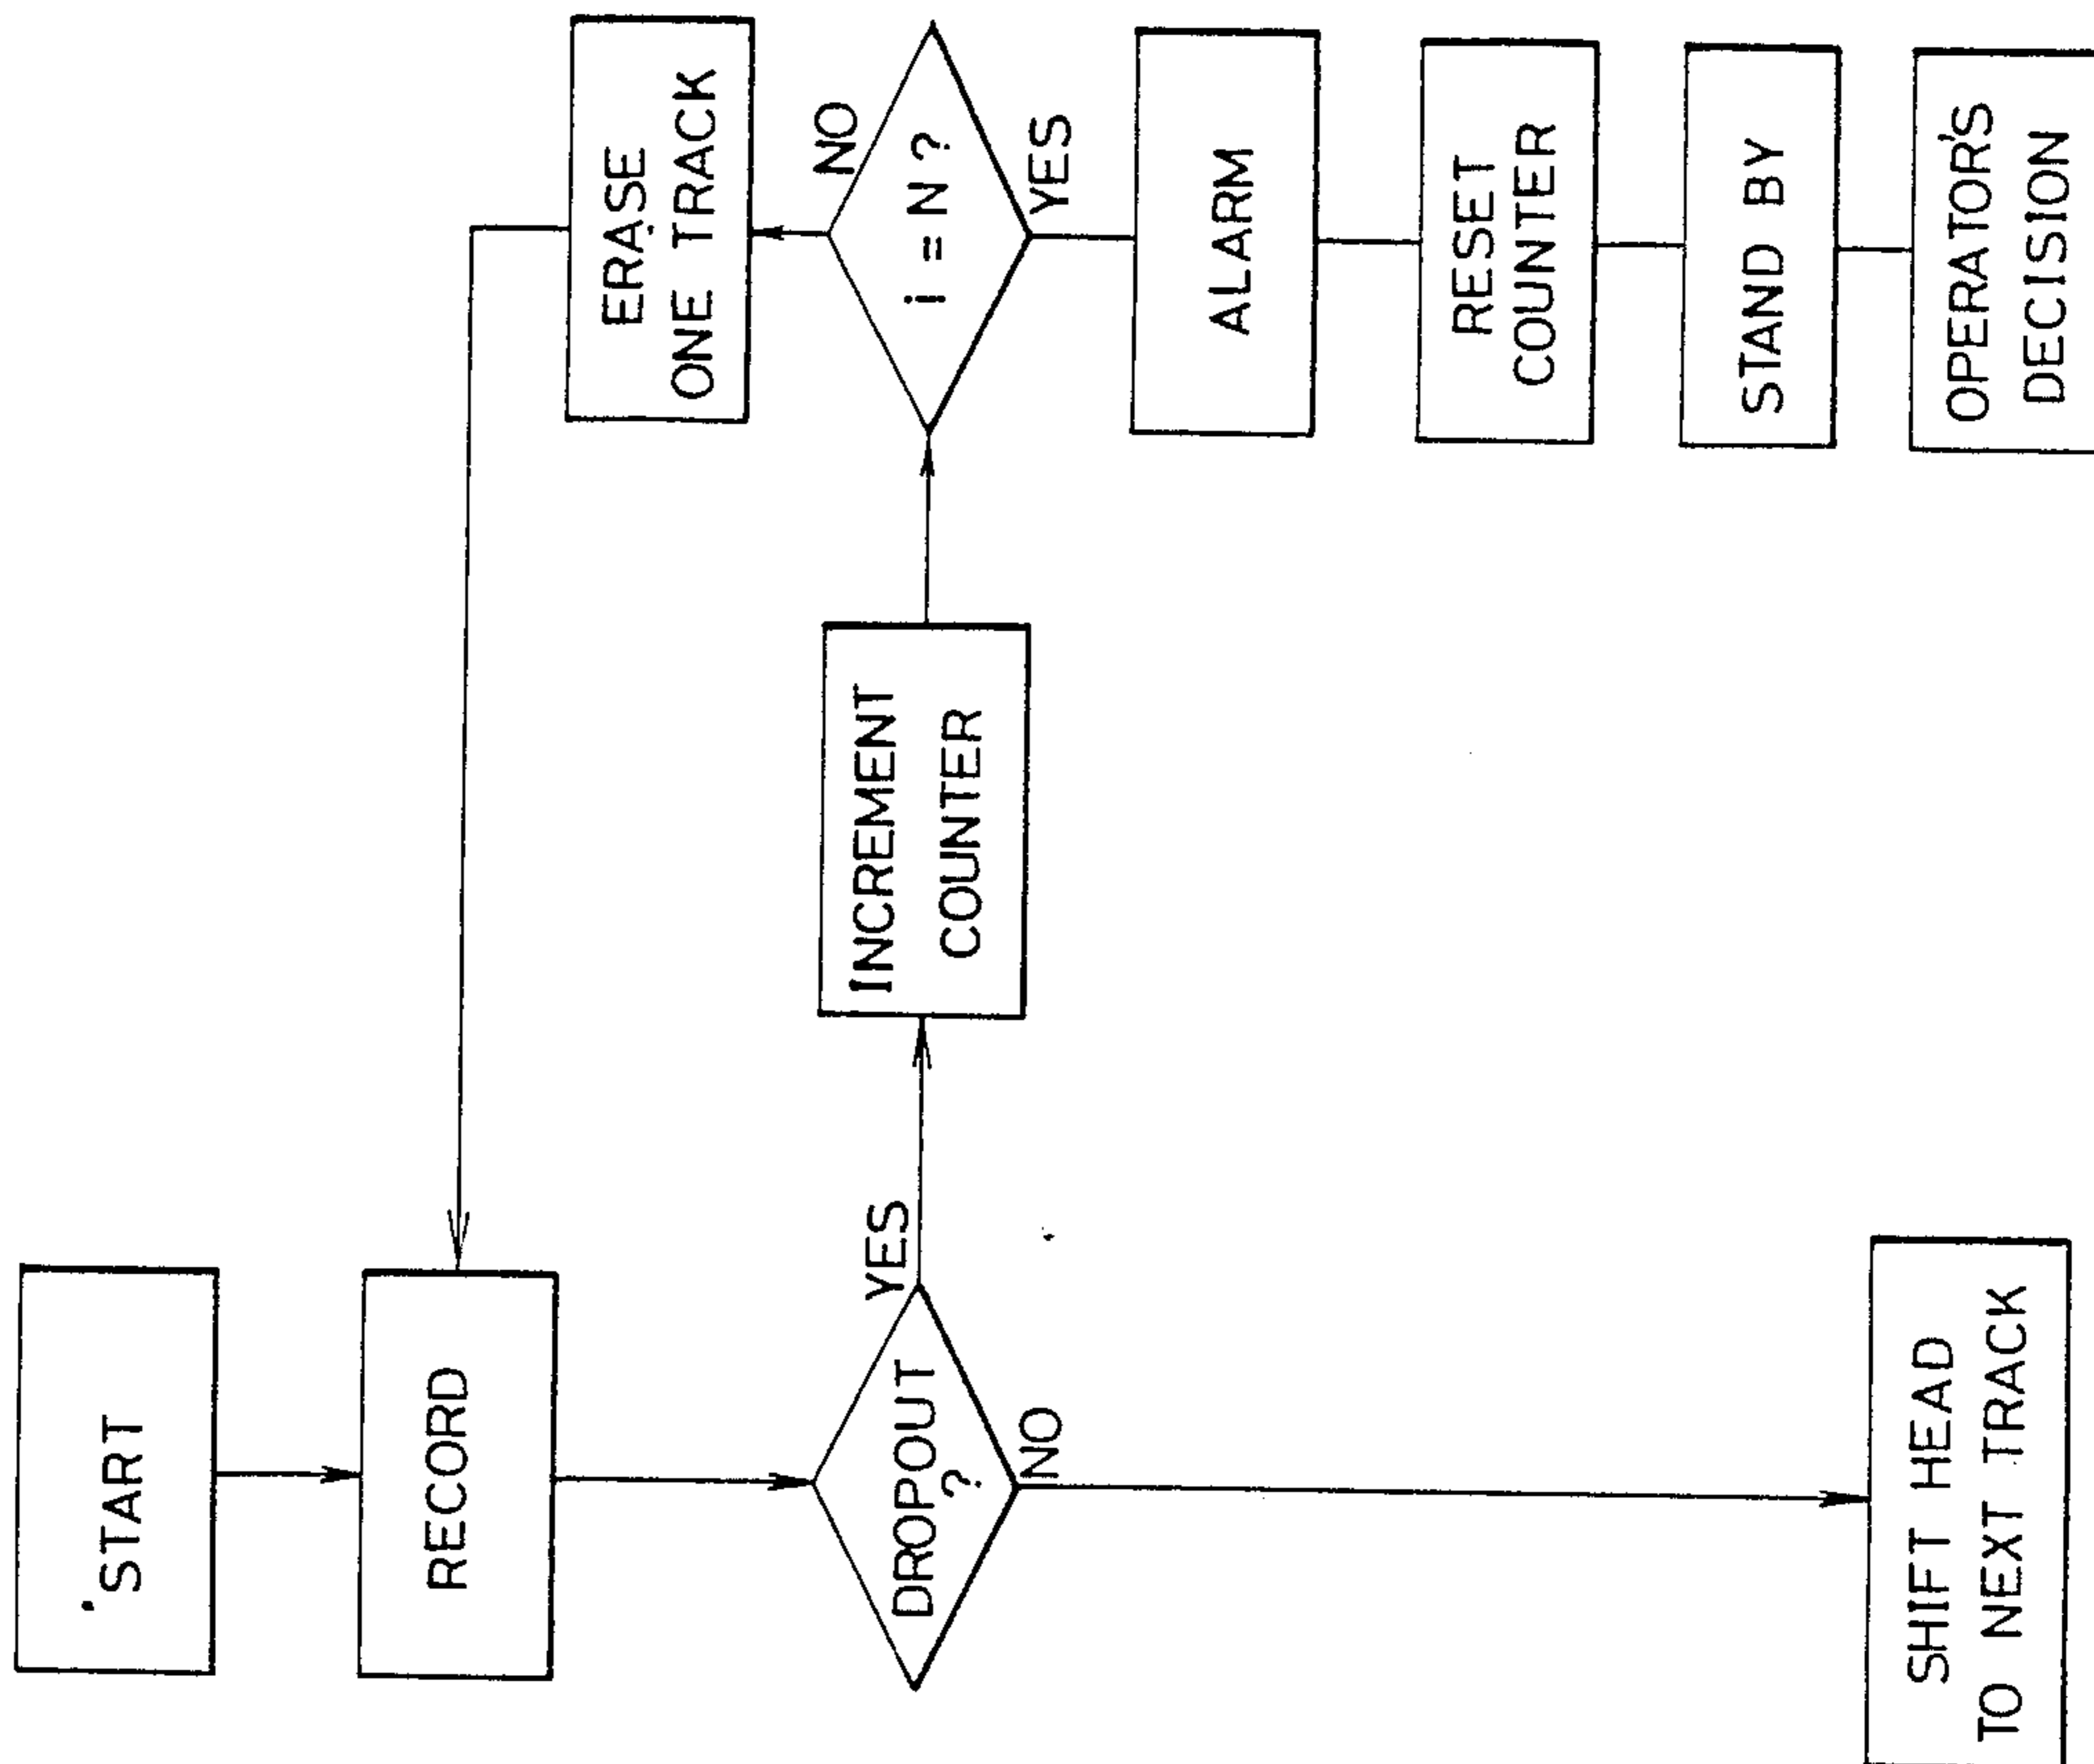 START
RECORD
DROPOUT
?
YES
NO
SHIFT HEAD
TO NEXT TRACK
INCREMENT
COUNTER
ERASE
ONE TRACK
NO
i = N ?
YES
ALARM
RESET
COUNTER
STAND BY
OPERATOR'S
DECISION